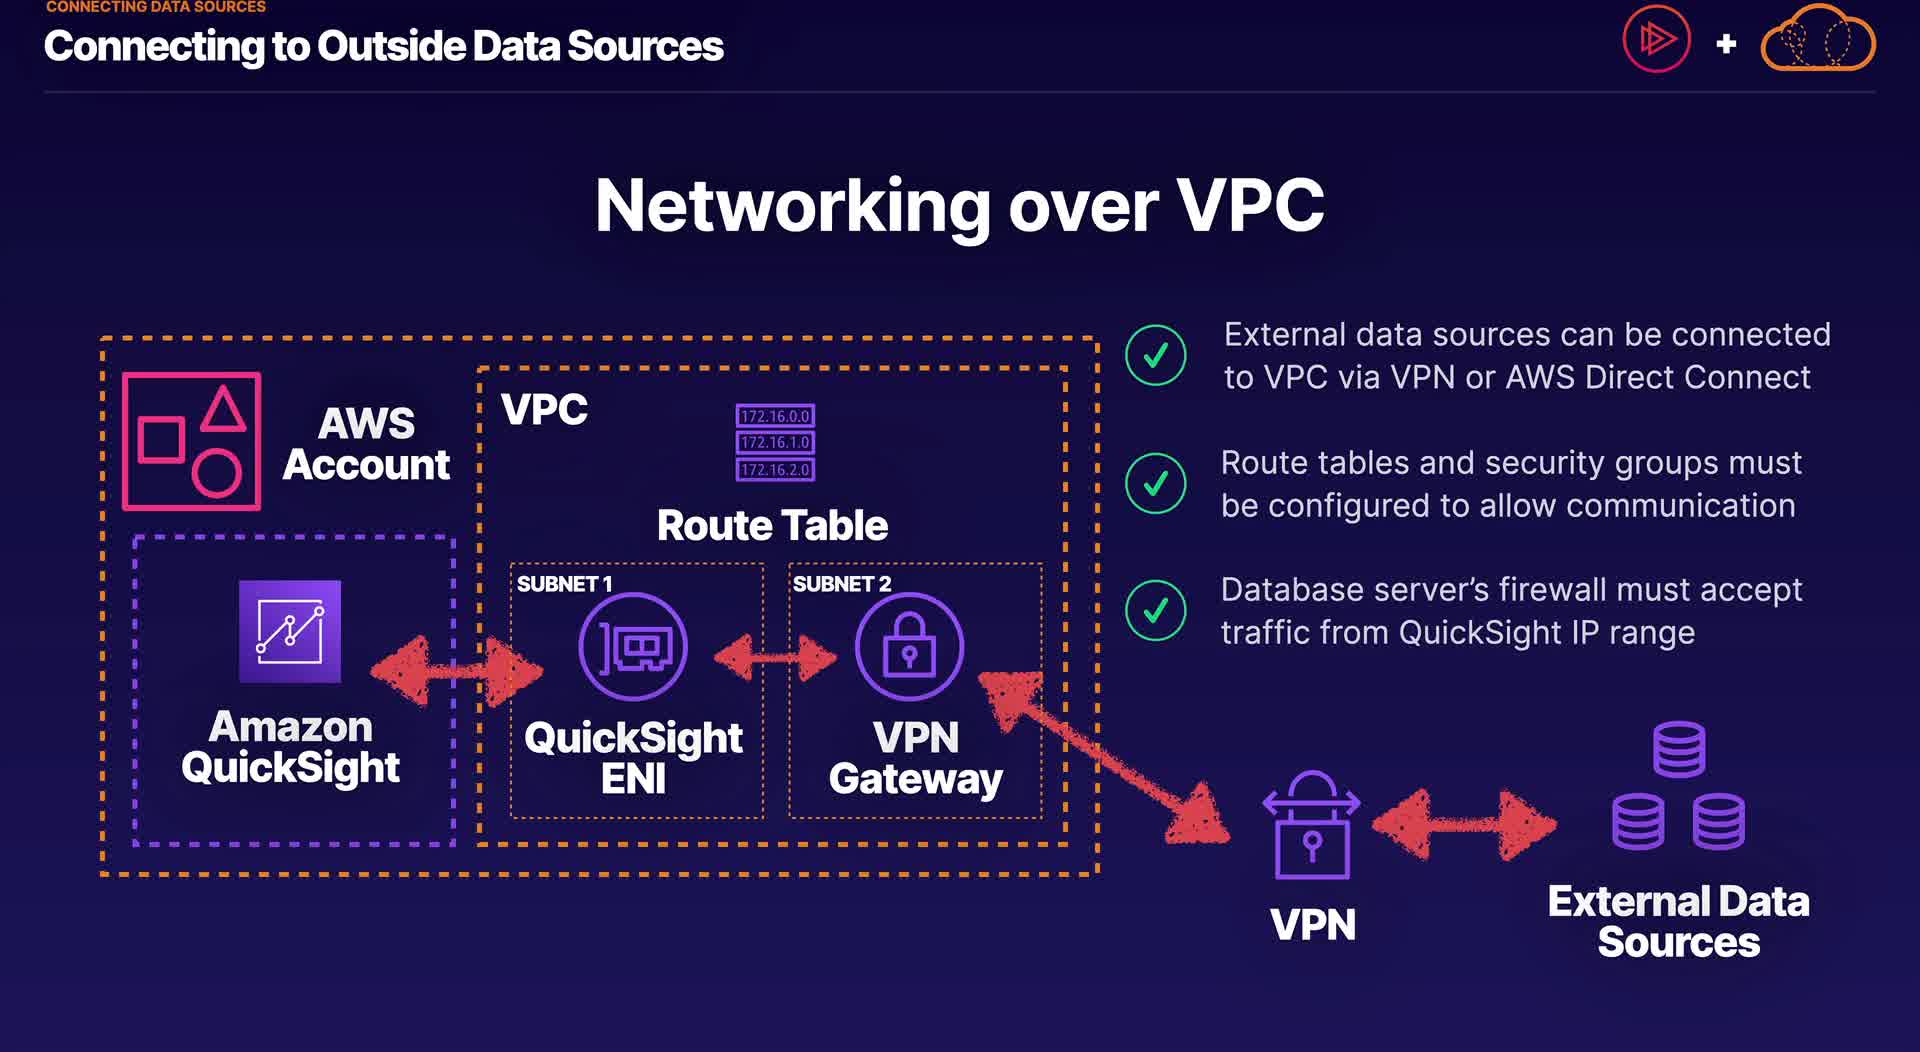 CONNECTING DATA SOURCES
Connecting to Outside Data Sources
+
Networking over VPC
AWS
Account
VPC
172.16.0.0
172.16.1.0
172.16.2.0
Route Table
SUBNET 1
SUBNET 2
Amazon
QuickSight
QuickSight
ENI
VPN
Gateway
External data sources can be connected
to VPC via VPN or AWS Direct Connect
Route tables and security groups must
be configured to allow communication
Database server’s firewall must accept
traffic from QuickSight IP range
VPN
External Data
Sources